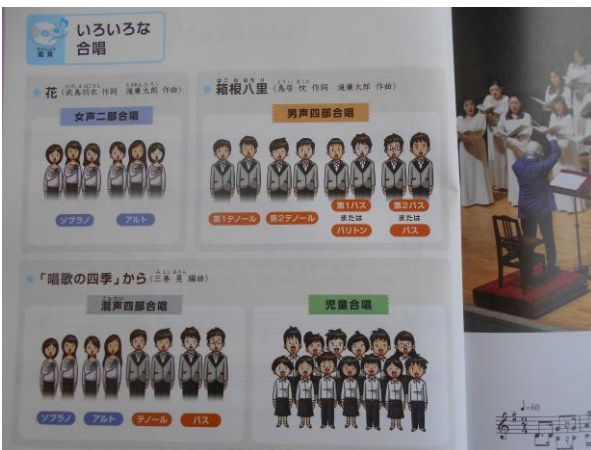 いろいろな
合唱
鑑賞
花(武島羽衣 作詞 滝廉太郎 作曲)
女声二部合唱
ソプラノ アルト
箱根八里(鳥居 忱 作詞 滝廉太郎 作曲)
男声四部合唱
第1テノール 第2テノール 第1バス 第2バス
または または
バリトン バス
「唱歌の四季」から(三善 晃 編曲)
混声四部合唱
ソプラノ アルト テノール バス
児童合唱
♩=60